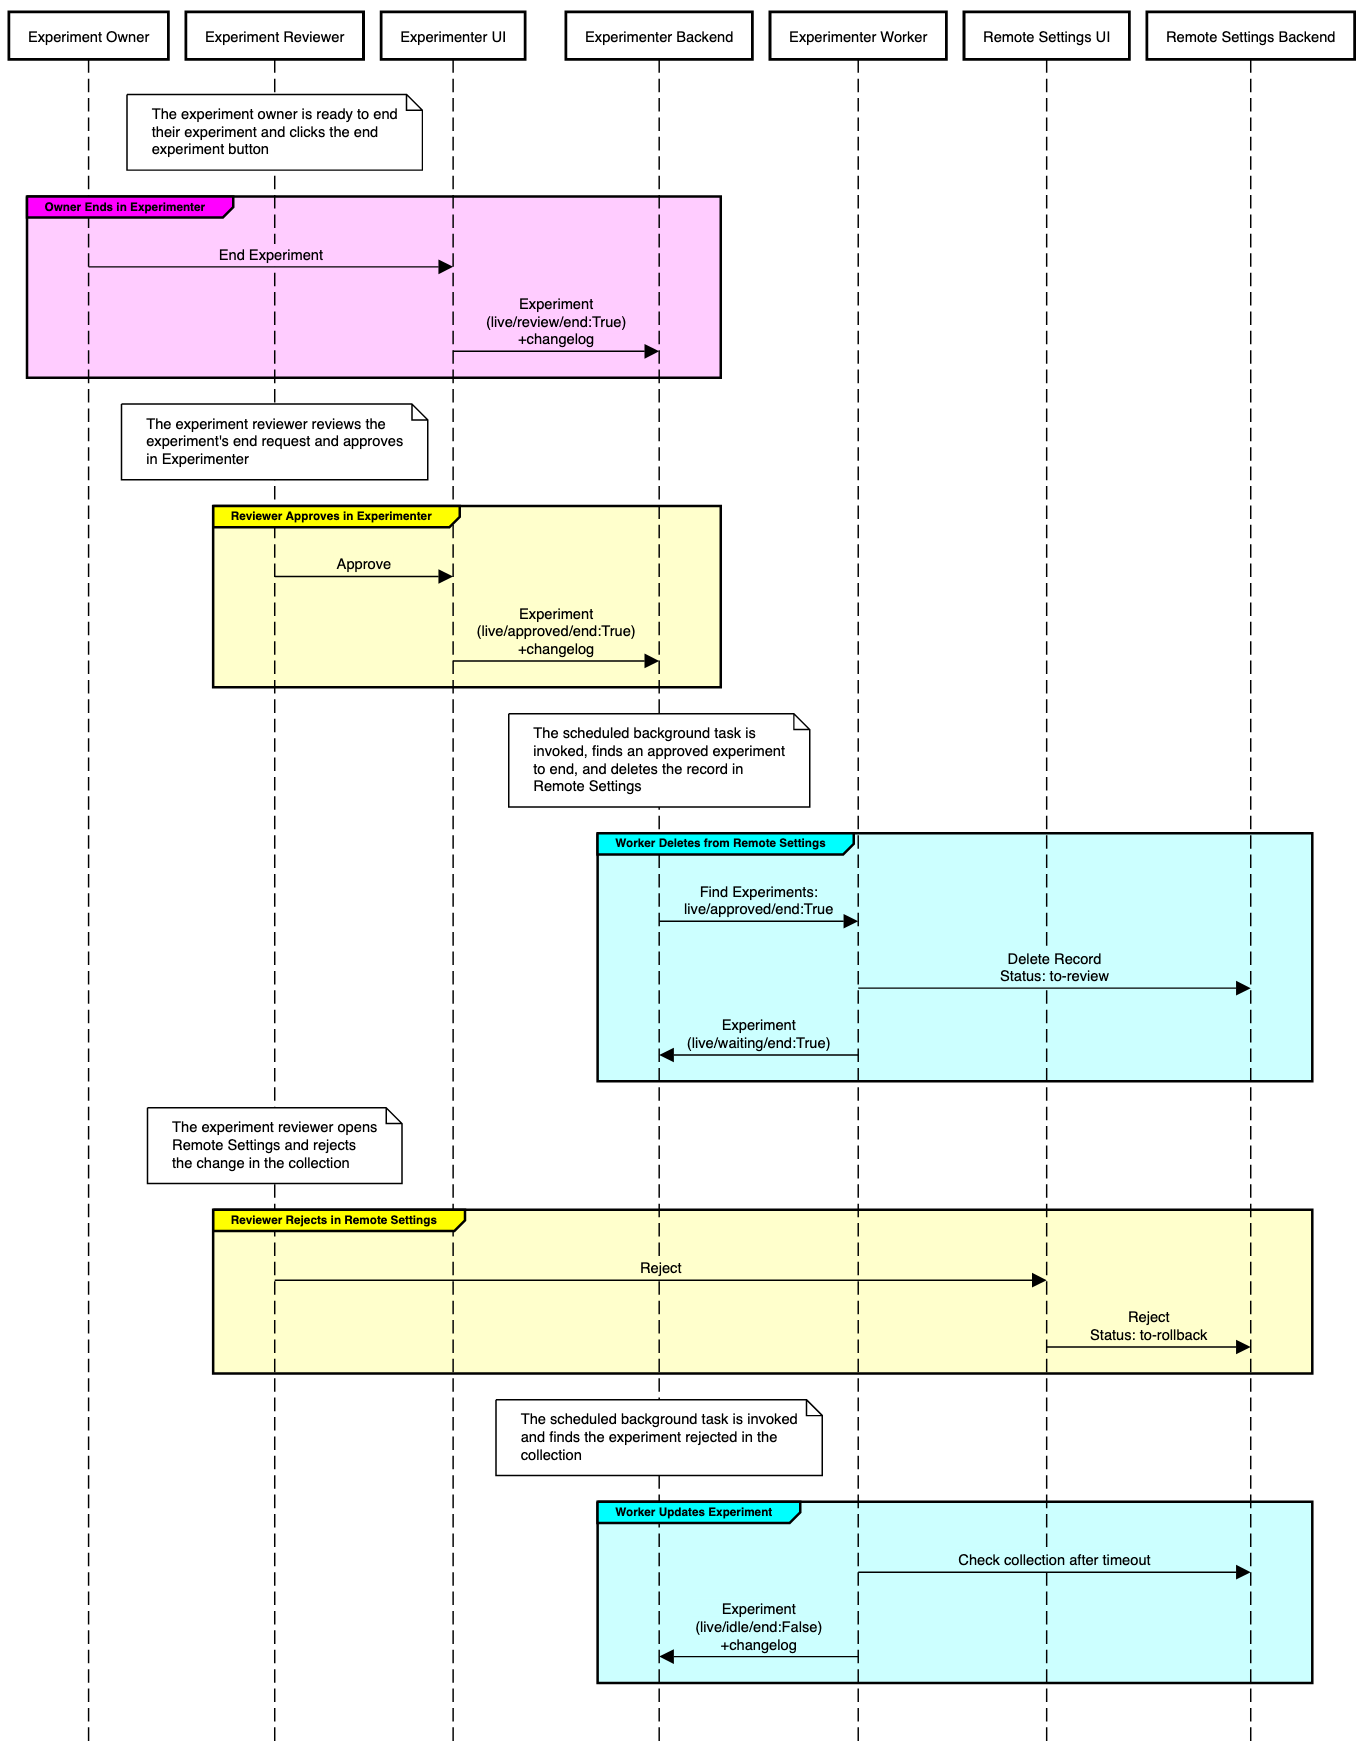 Experiment Owner
Experiment Reviewer
Experimenter UI
Experimenter Backend
Experimenter Worker
Remote Settings UI
Remote Settings Backend
The experiment owner is ready to end
their experiment and clicks the end
experiment button
Owner Ends in Experimenter
End Experiment
Experiment
(live/review/end:True)
+changelog
The experiment reviewer reviews the
experiment's end request and approves
in Experimenter
Reviewer Approves in Experimenter
Approve
Experiment
(live/approved/end:True)
+changelog
The scheduled background task is
invoked, finds an approved experiment
to end, and deletes the record in
Remote Settings
Worker Deletes from Remote Settings
Find Experiments:
live/approved/end:True
Delete Record
Status: to-review
Experiment
(live/waiting/end:True)
The experiment reviewer opens
Remote Settings and rejects
the change in the collection
Reviewer Rejects in Remote Settings
Reject
Reject
Status: to-rollback
The scheduled background task is invoked
and finds the experiment rejected in the
collection
Worker Updates Experiment
Check collection after timeout
Experiment
(live/idle/end:False)
+changelog